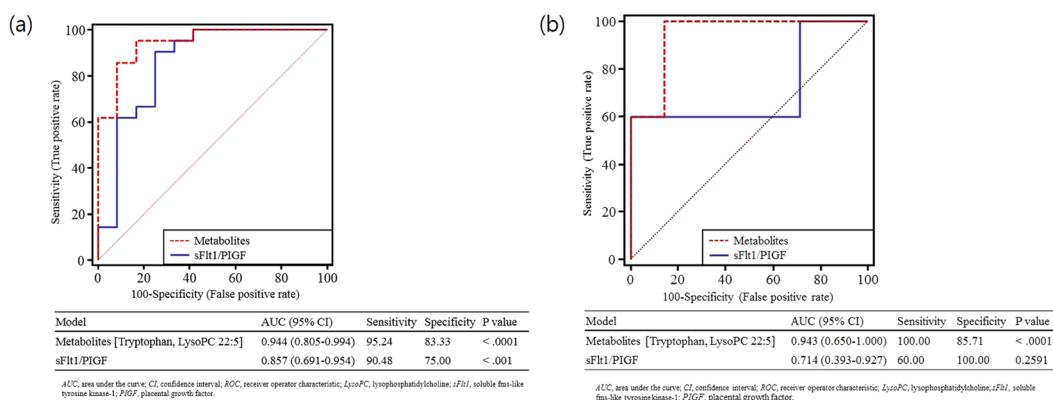 (a)
100
80
60
40
20
0
Sensitivity (True positive rate)
Metabolites
sFlt1/PIGF
0 20 40 60 80 100
100-Specificity (False positive rate)
Model AUC (95% CI) Sensitivity Specificity P value
Metabolites [Tryptophan, LysoPC 22:5] 0.944 (0.805-0.994) 95.24 83.33 < .0001
sFlt1/PIGF 0.857 (0.691-0.954) 90.48 75.00 < .001
AUC, area under the curve; CI, confidence interval; ROC, receiver operator characteristic; LysoPC, lysophosphatidylcholine; sFlt1, soluble fms-like
tyrosine kinase-1; PIGF, placental growth factor.
(b)
100
80
60
40
20
0
Sensitivity (True positive rate)
Metabolites
sFlt1/PIGF
0 20 40 60 80 100
100-Specificity (False positive rate)
Model AUC (95% CI) Sensitivity Specificity P value
Metabolites [Tryptophan, LysoPC 22:5] 0.943 (0.650-1.000) 100.00 85.71 < .0001
sFlt1/PIGF 0.714 (0.393-0.927) 60.00 100.00 0.2591
AUC, area under the curve; CI, confidence interval; ROC, receiver operator characteristic; LysoPC, lysophosphatidylcholine; sFlt1, soluble
fms-like tyrosine kinase-1; PIGF, placental growth factor.